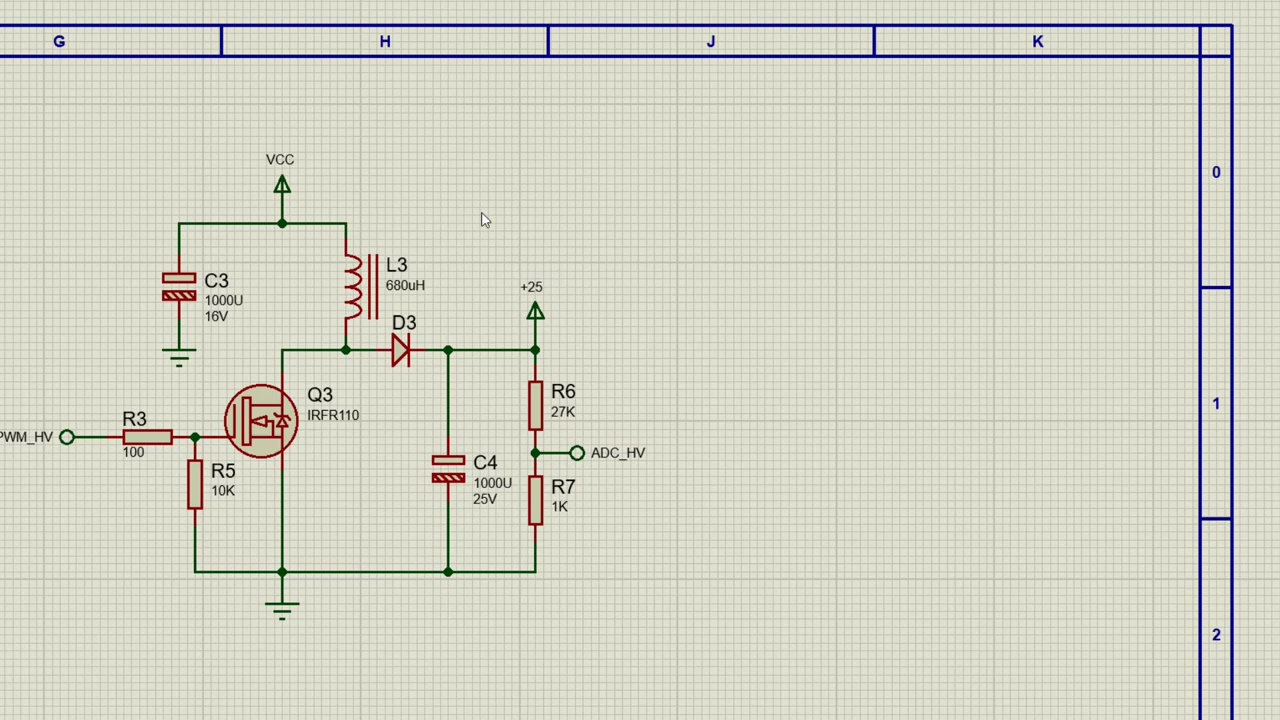 G
H
J
K
0
VCC
L3
680uH
C3
1000U
16V
+25
D3
Q3
IRFR110
R6
27K
1
R3
PWM_HV
100
ADC_HV
R5
10K
C4
1000U
25V
R7
1K
2